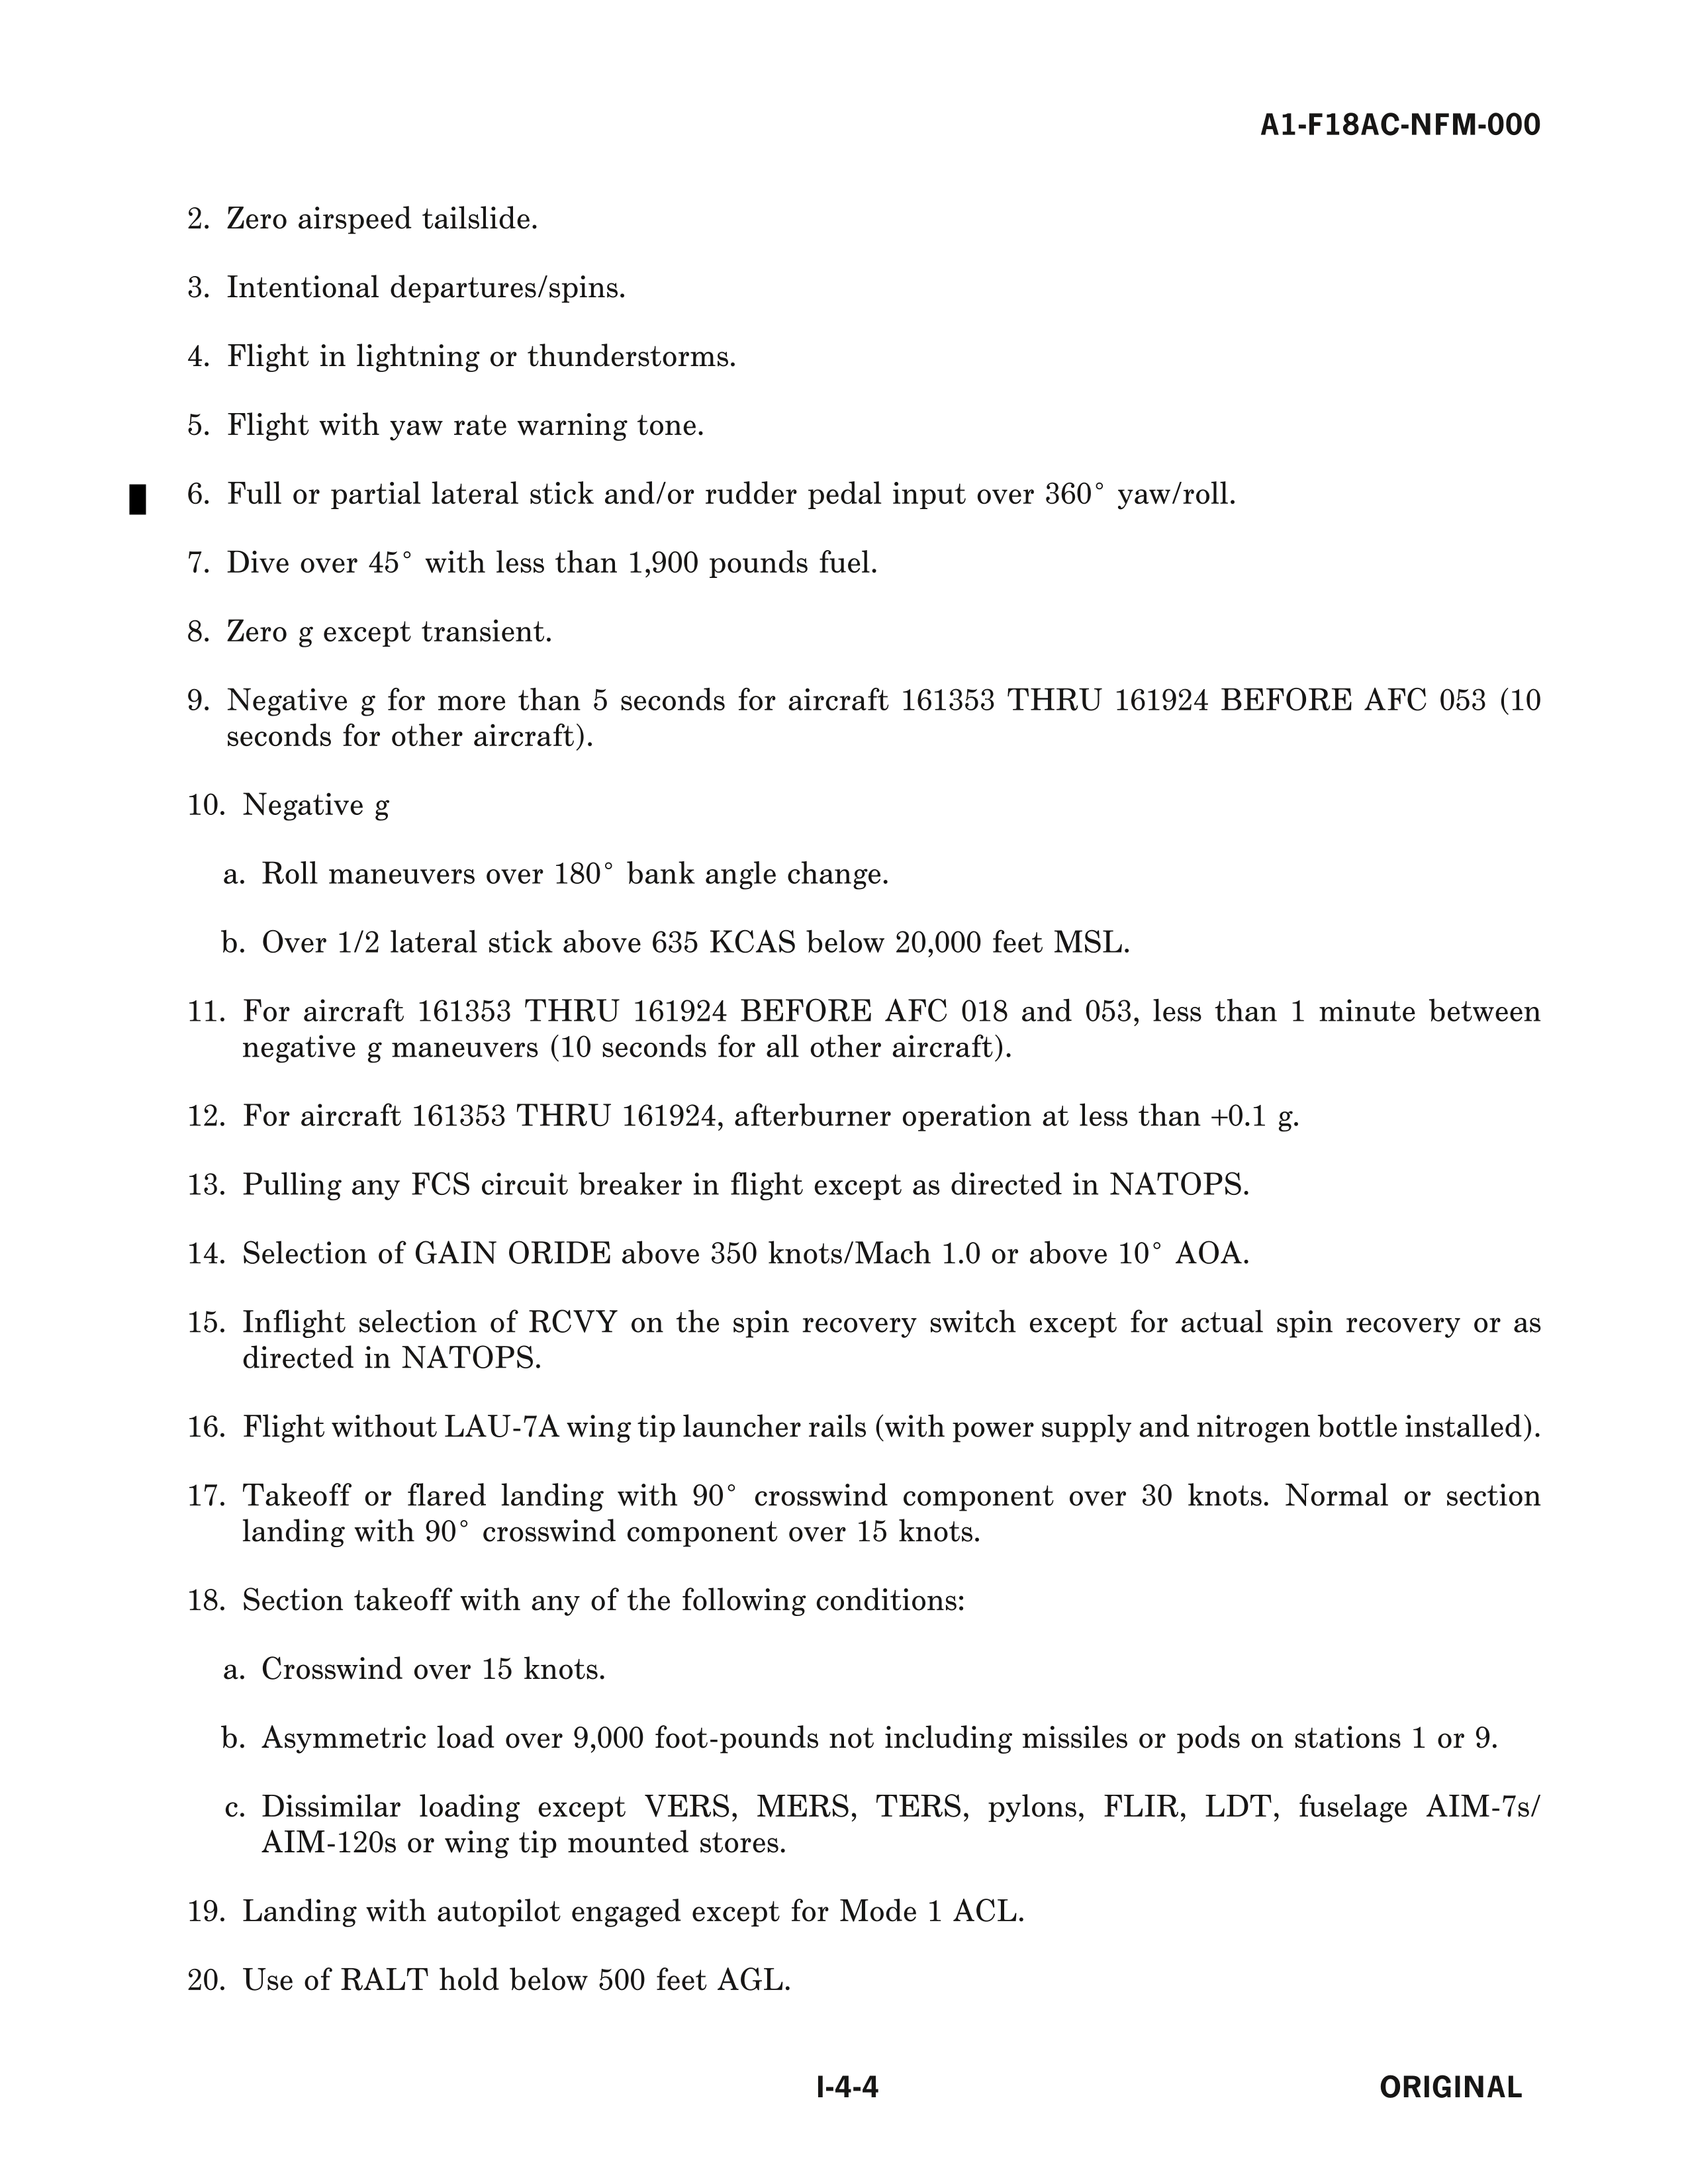 A1-F18AC-NFM-000
2. Zero airspeed tailslide.
3. Intentional departures/spins.
4. Flight in lightning or thunderstorms.
5. Flight with yaw rate warning tone.
6. Full or partial lateral stick and/or rudder pedal input over 360° yaw/roll.
7. Dive over 45° with less than 1,900 pounds fuel.
8. Zero g except transient.
9. Negative g for more than 5 seconds for aircraft 161353 THRU 161924 BEFORE AFC 053 (10
seconds for other aircraft).
10. Negative g
a. Roll maneuvers over 180° bank angle change.
b. Over 1/2 lateral stick above 635 KCAS below 20,000 feet MSL.
11. For aircraft 161353 THRU 161924 BEFORE AFC 018 and 053, less than 1 minute between
negative g maneuvers (10 seconds for all other aircraft).
12. For aircraft 161353 THRU 161924, afterburner operation at less than +0.1 g.
13. Pulling any FCS circuit breaker in flight except as directed in NATOPS.
14. Selection of GAIN ORIDE above 350 knots/Mach 1.0 or above 10° AOA.
15. Inflight selection of RCVY on the spin recovery switch except for actual spin recovery or as
directed in NATOPS.
16. Flight without LAU-7A wing tip launcher rails (with power supply and nitrogen bottle installed).
17. Takeoff or flared landing with 90° crosswind component over 30 knots. Normal or section
landing with 90° crosswind component over 15 knots.
18. Section takeoff with any of the following conditions:
a. Crosswind over 15 knots.
b. Asymmetric load over 9,000 foot-pounds not including missiles or pods on stations 1 or 9.
c. Dissimilar loading except VERS, MERS, TERS, pylons, FLIR, LDT, fuselage AIM-7s/
AIM-120s or wing tip mounted stores.
19. Landing with autopilot engaged except for Mode 1 ACL.
20. Use of RALT hold below 500 feet AGL.
I-4-4
ORIGINAL